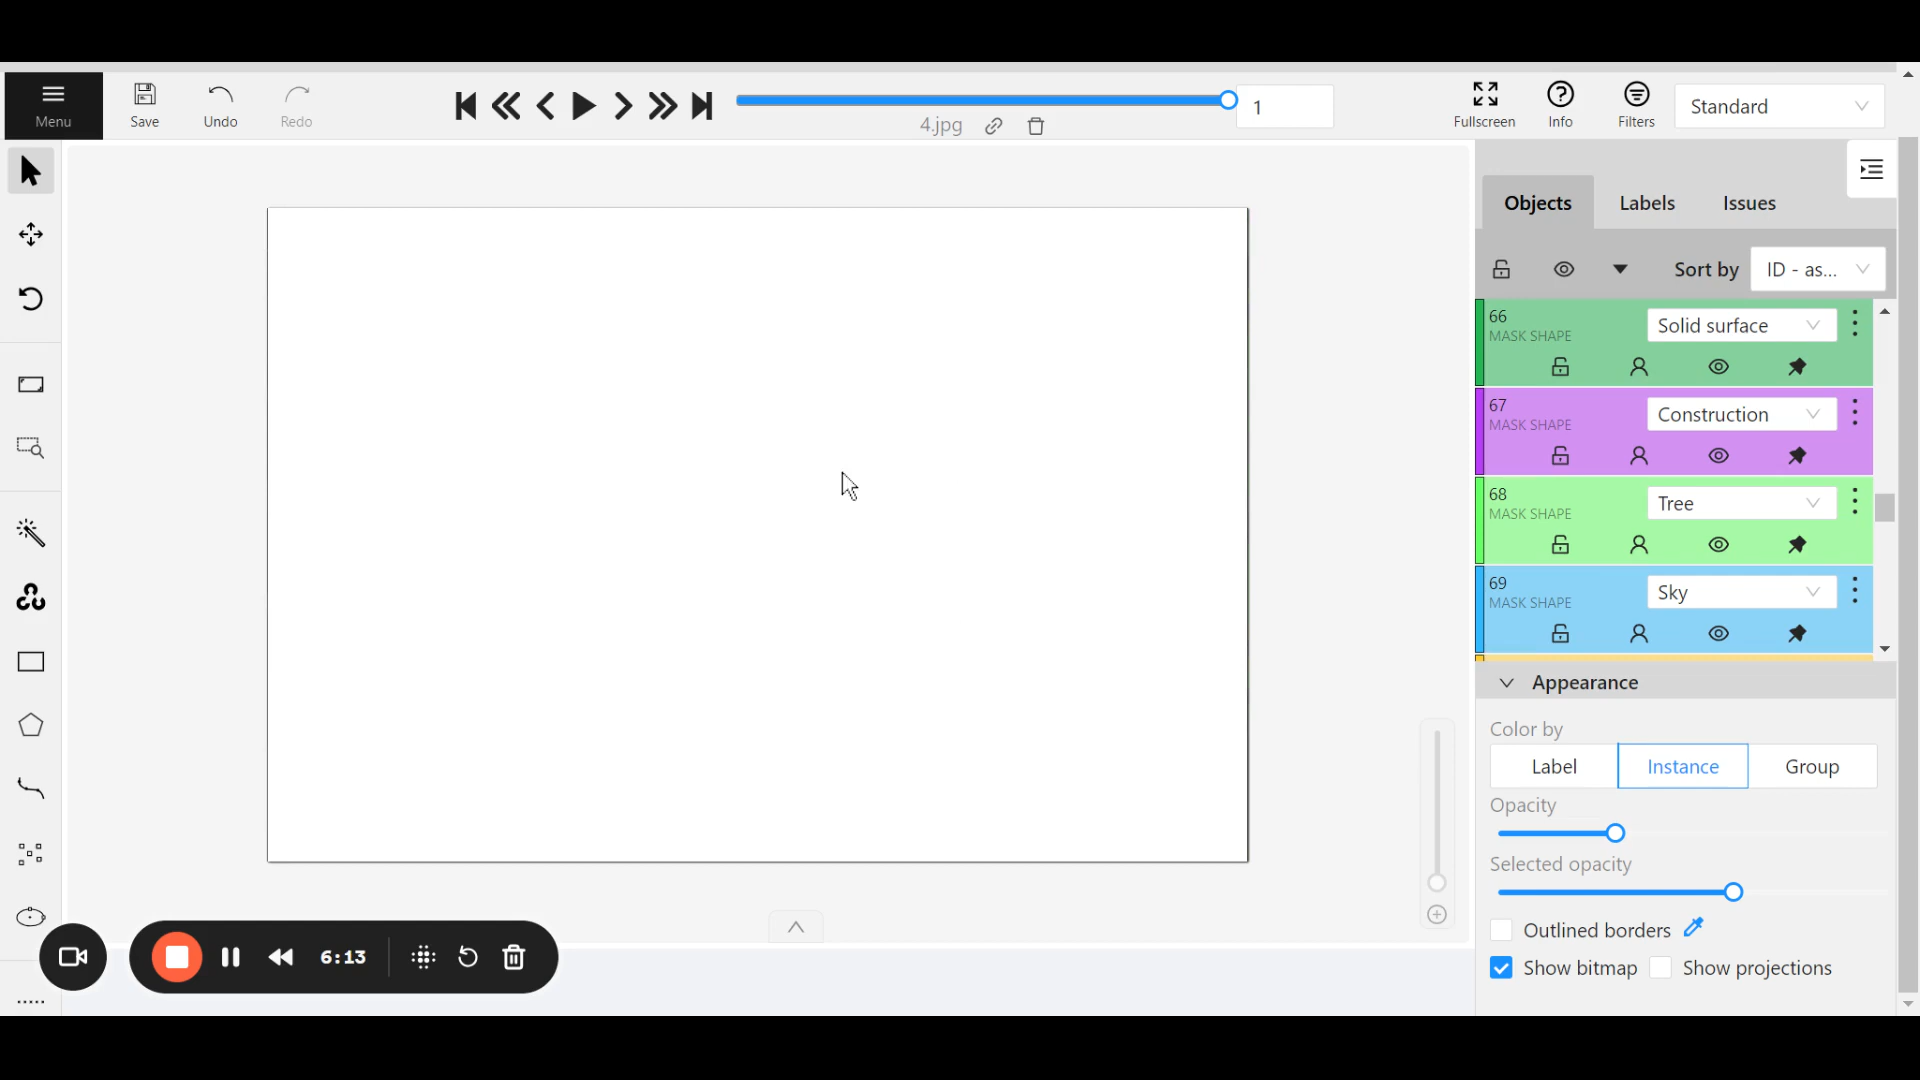 Menu
Save
Undo
Redo
4.jpg
1
Fullscreen
Info
Filters
Standard
Objects
Labels
Issues
Sort by
ID - as...
66
MASK SHAPE
Solid surface
67
MASK SHAPE
Construction
68
MASK SHAPE
Tree
69
MASK SHAPE
Sky
Appearance
Color by
Label
Instance
Group
Opacity
Selected opacity
Outlined borders
Show bitmap
Show projections
6:13